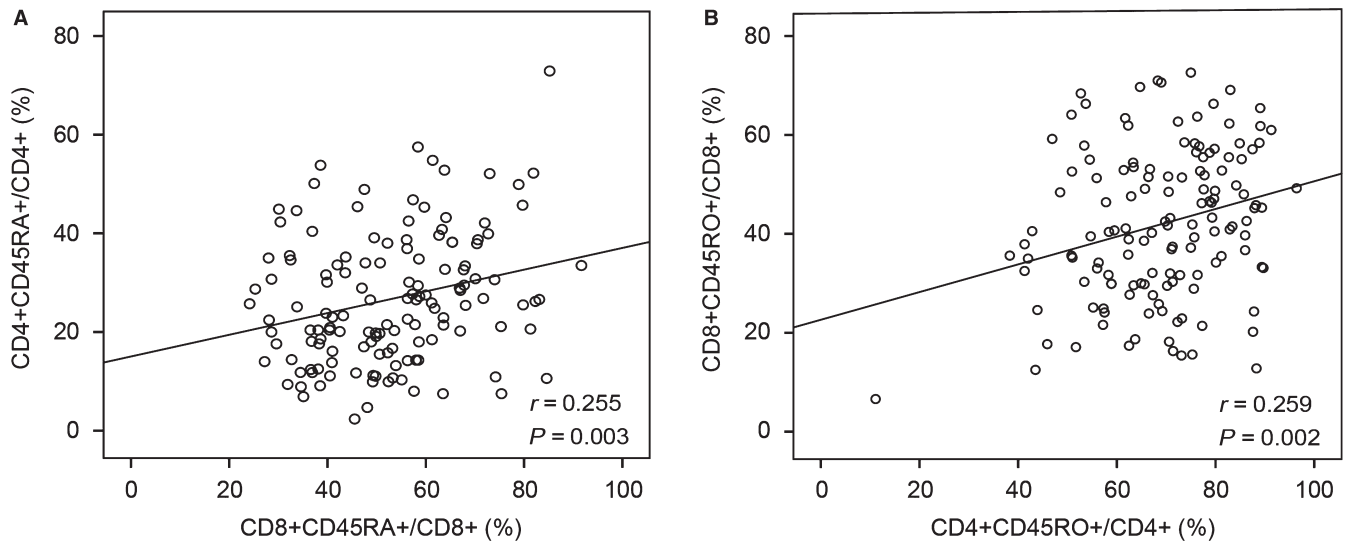 A
80
60
40
20
0
CD4+CD45RA+/CD4+ (%)
r = 0.255
P = 0.003
0 20 40 60 80 100
CD8+CD45RA+/CD8+ (%)
B
80
60
40
20
0
CD8+CD45RO+/CD8+ (%)
r = 0.259
P = 0.002
0 20 40 60 80 100
CD4+CD45RO+/CD4+ (%)